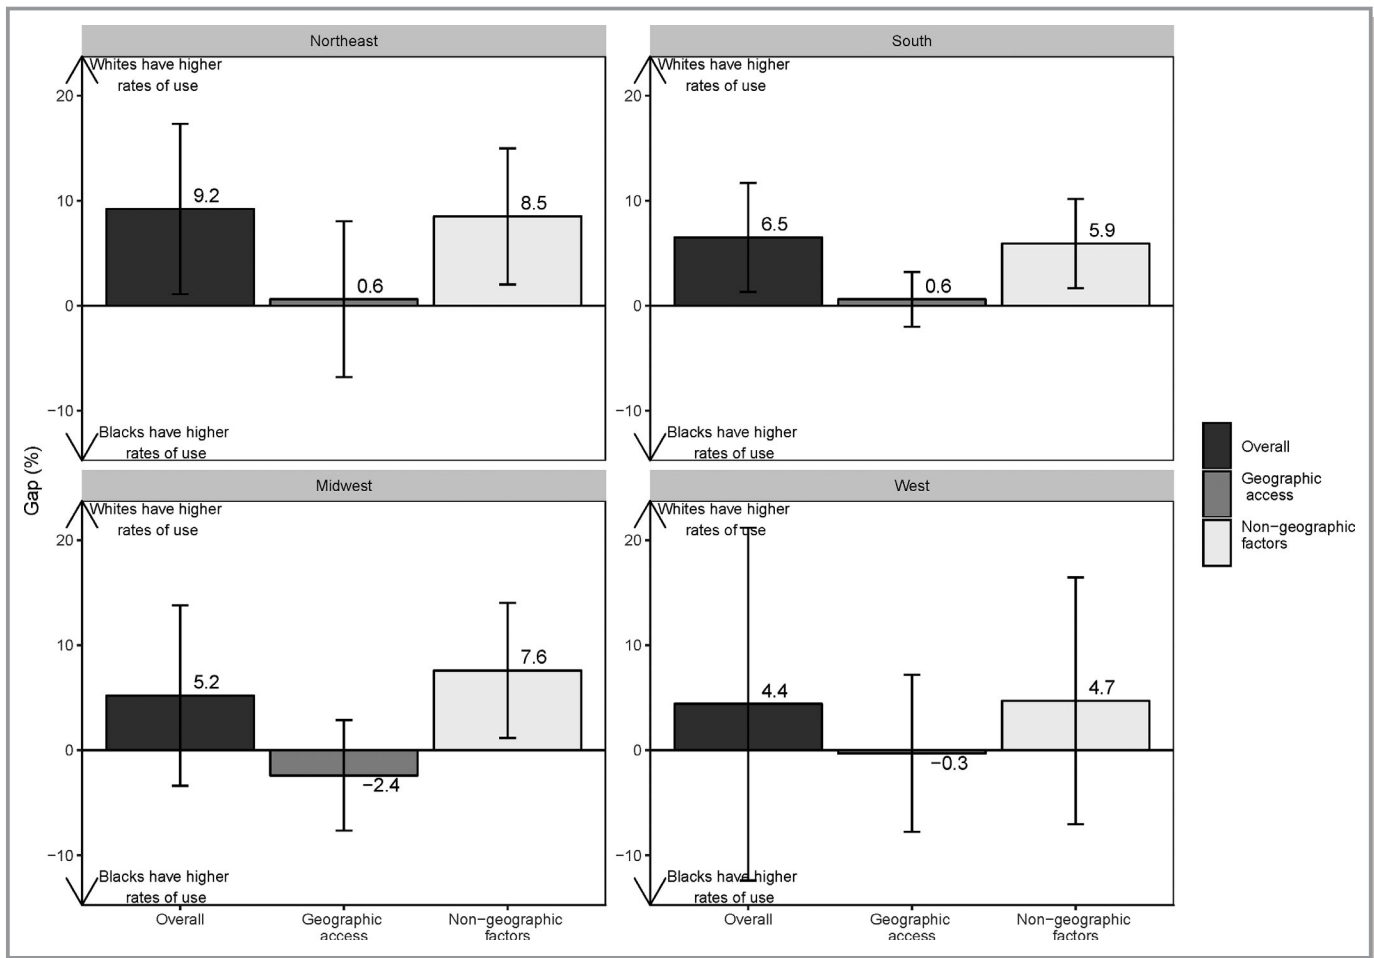 Northeast
Whites have higher
rates of use
20
10
0
−10
9.2
0.6
8.5
Blacks have higher
rates of use
South
Whites have higher
rates of use
20
10
0
−10
6.5
0.6
5.9
Blacks have higher
rates of use
Gap (%)
Midwest
Whites have higher
rates of use
20
10
0
−10
5.2
−2.4
7.6
Blacks have higher
rates of use
Overall
Geographic
access
Non−geographic
factors
West
Whites have higher
rates of use
20
10
0
−10
4.4
−0.3
4.7
Blacks have higher
rates of use
Overall
Geographic
access
Non−geographic
factors
Overall
Geographic
access
Non−geographic
factors